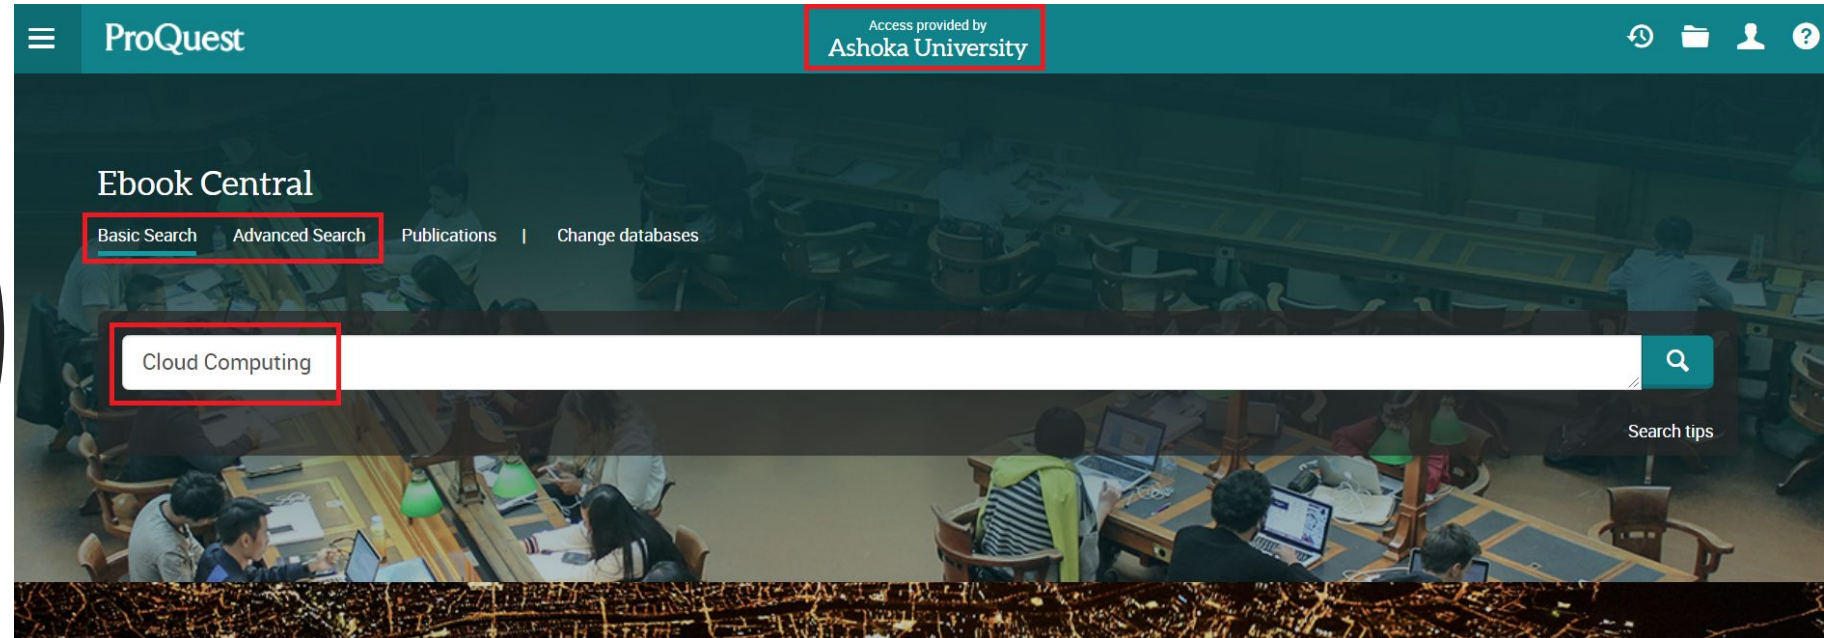 ProQuest
Access provided by
Ashoka University
Ebook Central
Basic Search Advanced Search Publications | Change databases
Cloud Computing
Search tips